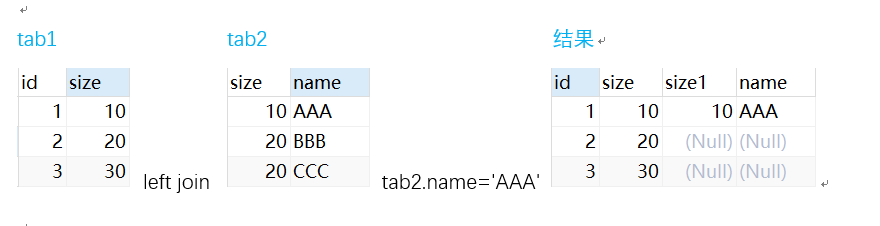 tab1 tab2 结果
id size size name id size size1 name
1 10 10 AAA 1 10 10 AAA
2 20 20 BBB 2 20 (Null) (Null)
3 30 left join 20 CCC tab2.name='AAA' 3 30 (Null) (Null)